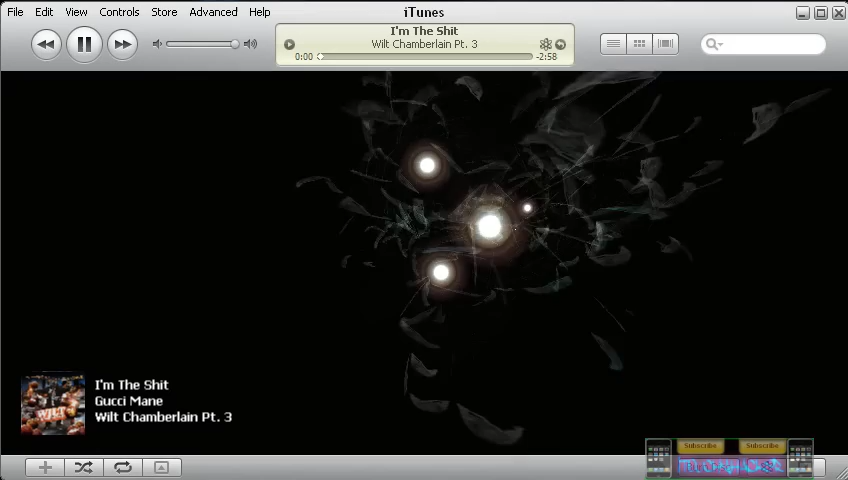 File Edit View Controls Store Advanced Help
iTunes
I'm The Shit
Wilt Chamberlain Pt. 3
0:00
-2:58
WILT
I'm The Shit
Gucci Mane
Wilt Chamberlain Pt. 3
Subscribe Subscribe